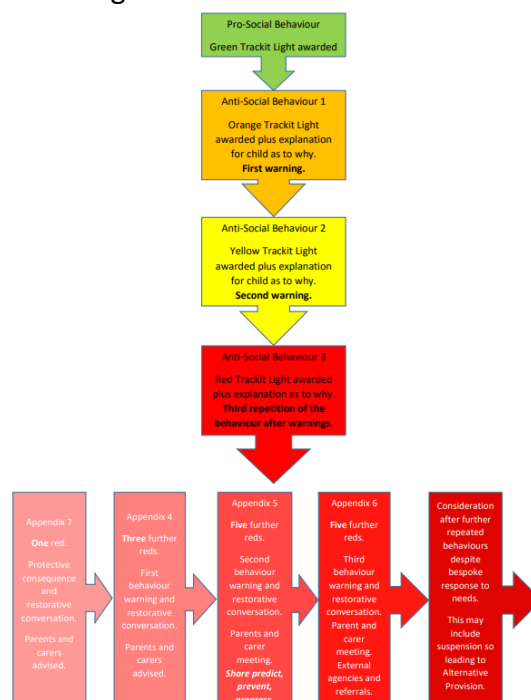 Pro-Social Behaviour
Green Trackit Light awarded
Anti-Social Behaviour 1
Orange Trackit Light
awarded plus explanation
for child as to why.
First warning.
Anti-Social Behaviour 2
Yellow Trackit Light
awarded plus explanation
for child as to why.
Second warning.
Anti-Social Behaviour 3
Red Trackit Light awarded
plus explanation as to why.
Third repetition of the
behaviour after warnings.
Appendix 7
One red.
Protective
consequence
and
restorative
conversation.
Parents and
carers
advised.
Appendix 4
Three further
reds.
First
behaviour
warning and
restorative
conversation.
Parents and
carers advised.
Appendix 5
Five further
reds.
Second
behaviour
warning and
restorative
conversation.
Parents and
carer
meeting.
Share predict,
prevent,
Appendix 6
Five further
reds.
Third
behaviour
warning and
restorative
conversation.
Parent and
carer meeting.
External
agencies and
referrals.
Consideration
after further
repeated
behaviours
despite
bespoke
response to
needs.
This may
include
suspension so
leading to
Alternative
Provision.